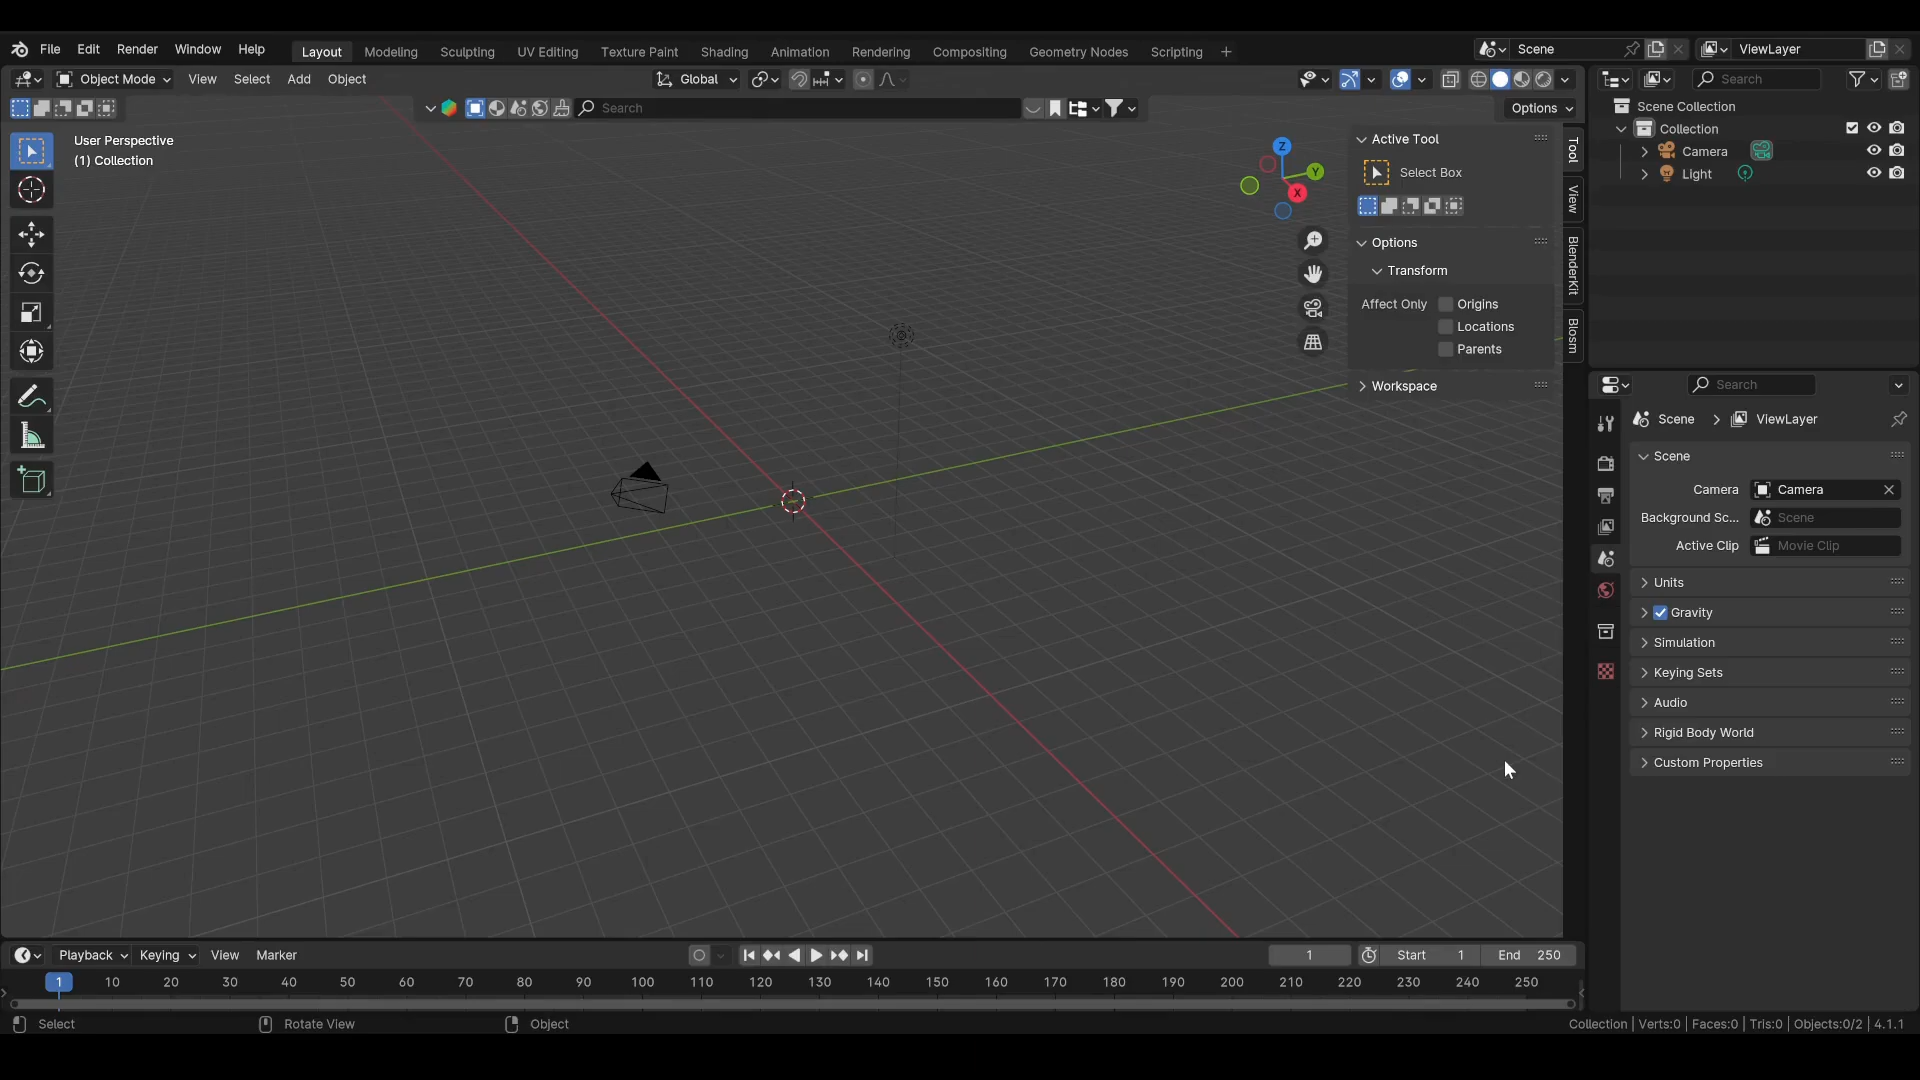 File Edit Render Window Help Layout Modeling Sculpting UV Editing Texture Paint Shading Animation Rendering Compositing Geometry Nodes Scripting + Scene ViewLayer
Object Mode View Select Add Object Global Search
Search Options
User Perspective
(1) Collection
Z
Y
X
Active Tool
Select Box
Options
Transform
Affect Only Origins
Locations
Parents
Workspace
Tool
View
BlenderKit
Blosm
Scene Collection
Collection
Camera
Light
Search
Scene ViewLayer
Scene
Camera Camera
Background Sc... Scene
Active Clip Movie Clip
Units
Gravity
Simulation
Keying Sets
Audio
Rigid Body World
Custom Properties
Playback Keying View Marker 1 Start 1 End 250
1 10 20 30 40 50 60 70 80 90 100 110 120 130 140 150 160 170 180 190 200 210 220 230 240 250
Select Rotate View Object Collection | Verts:0 | Faces:0 | Tris:0 | Objects:0/2 | 4.1.1